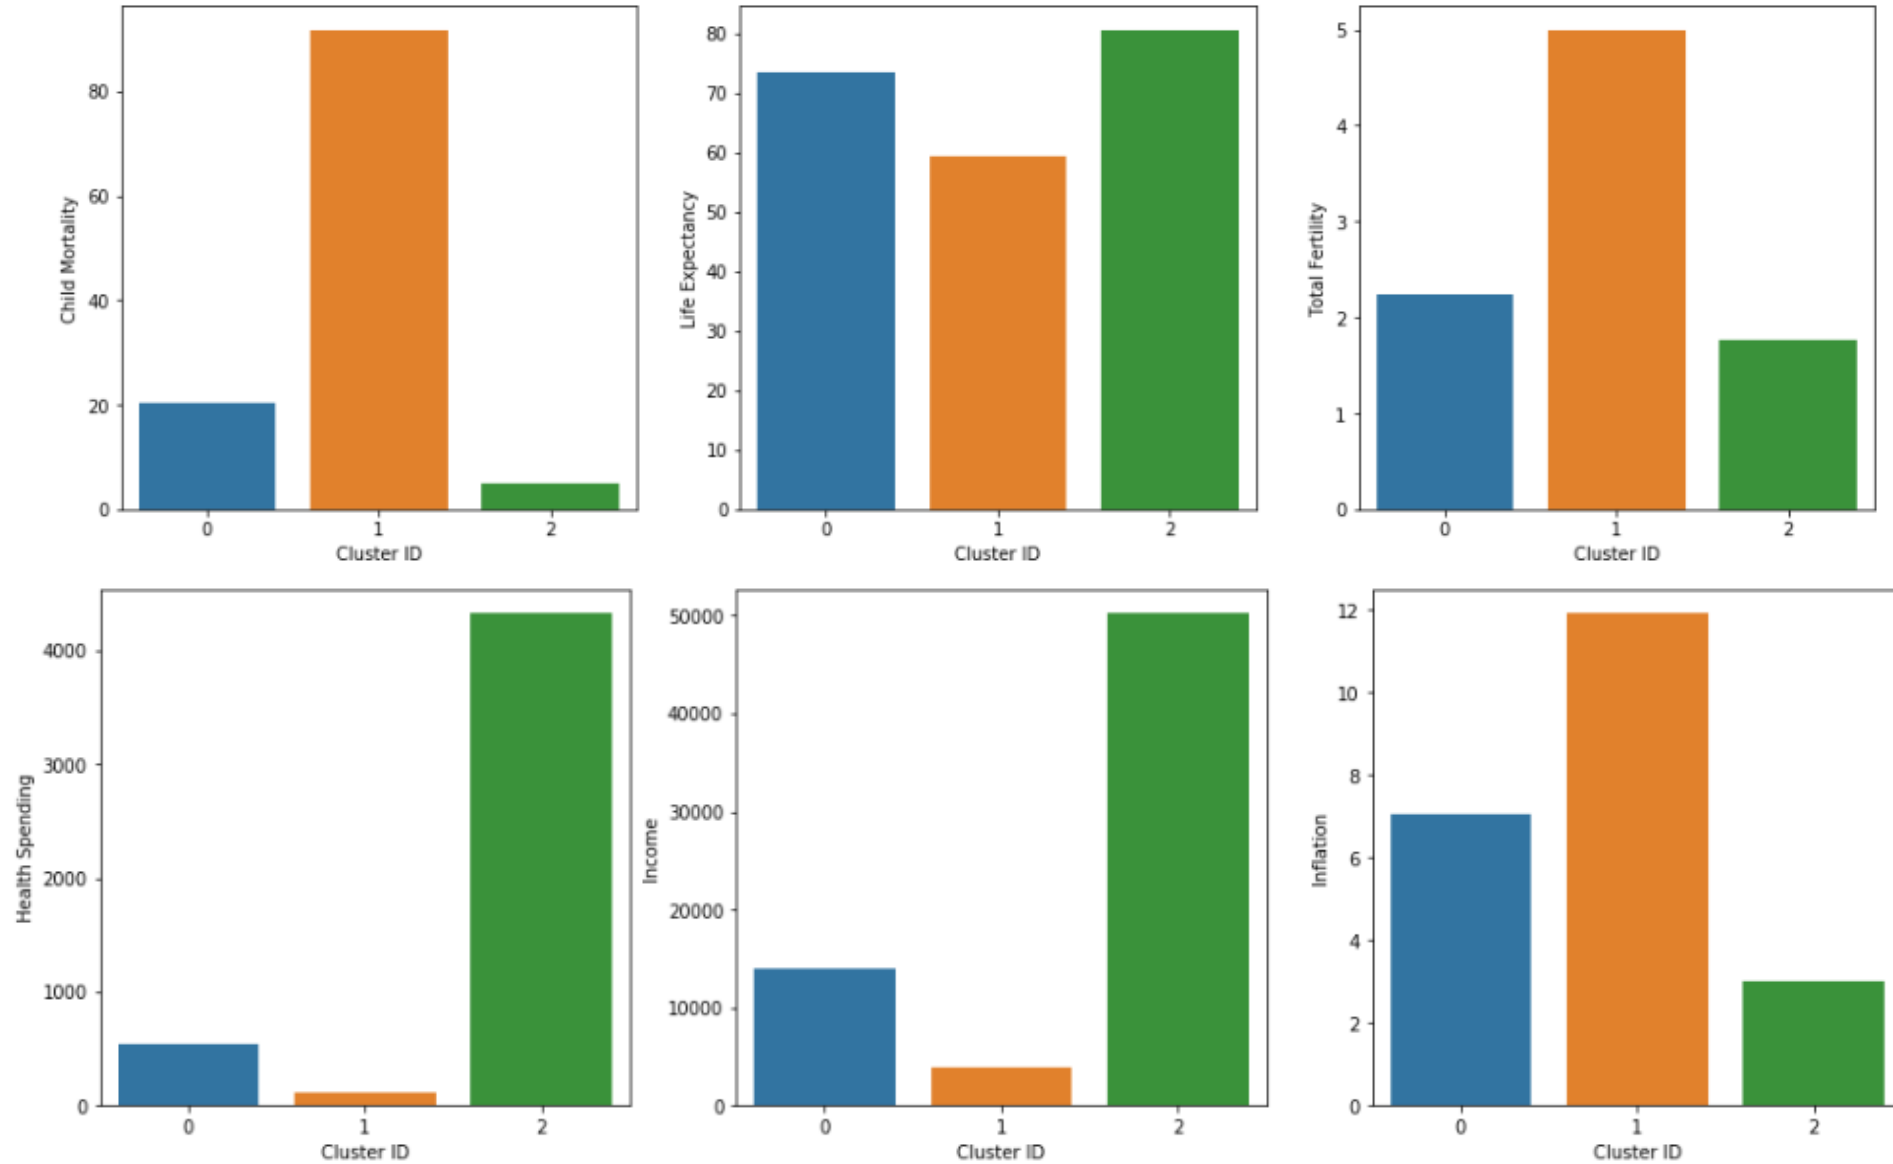 Child Mortality
80
60
40
20
0
0 1 2
Cluster ID
Life Expectancy
80
70
60
50
40
30
20
10
0
0 1 2
Cluster ID
Total Fertility
5
4
3
2
1
0
0 1 2
Cluster ID
Health Spending
4000
3000
2000
1000
0
0 1 2
Cluster ID
Income
50000
40000
30000
20000
10000
0
0 1 2
Cluster ID
Inflation
12
10
8
6
4
2
0
0 1 2
Cluster ID